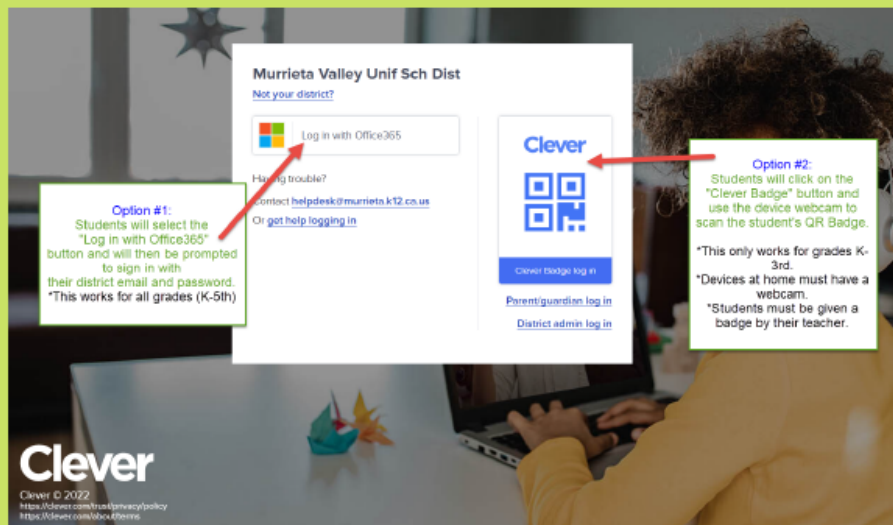 Murrieta Valley Unif Sch Dist
Not your district?
Log in with Office365
Having trouble?
Contact helpdesk@murrieta.k12.ca.us
Or get help logging in
Clever
Clever Badge log in
Parent/guardian log in
District admin log in
Option #1:
Students will select the
"Log in with Office365"
button and will then be prompted
to sign in with
their district email and password.
*This works for all grades (K-5th)
Option #2:
Students will click on the
"Clever Badge" button and
use the device webcam to
scan the student's QR Badge.
*This only works for grades K-
3rd.
*Devices at home must have a
webcam.
*Students must be given a
badge by their teacher.
Clever
Clever © 2022
https://clever.com/trust/privacy/policy
https://clever.com/about/terms